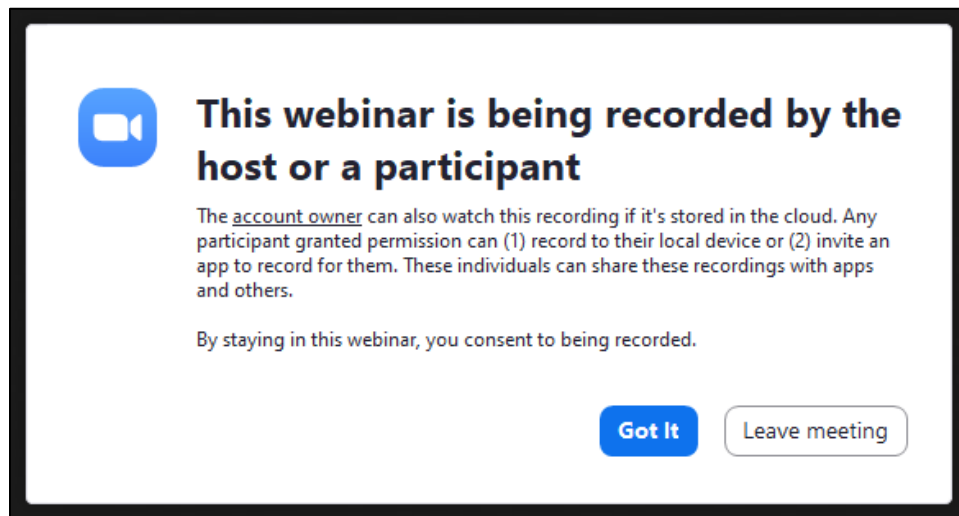 This webinar is being recorded by the
host or a participant
The account owner can also watch this recording if it's stored in the cloud. Any
participant granted permission can (1) record to their local device or (2) invite an
app to record for them. These individuals can share these recordings with apps
and others.
By staying in this webinar, you consent to being recorded.
Got It
Leave meeting